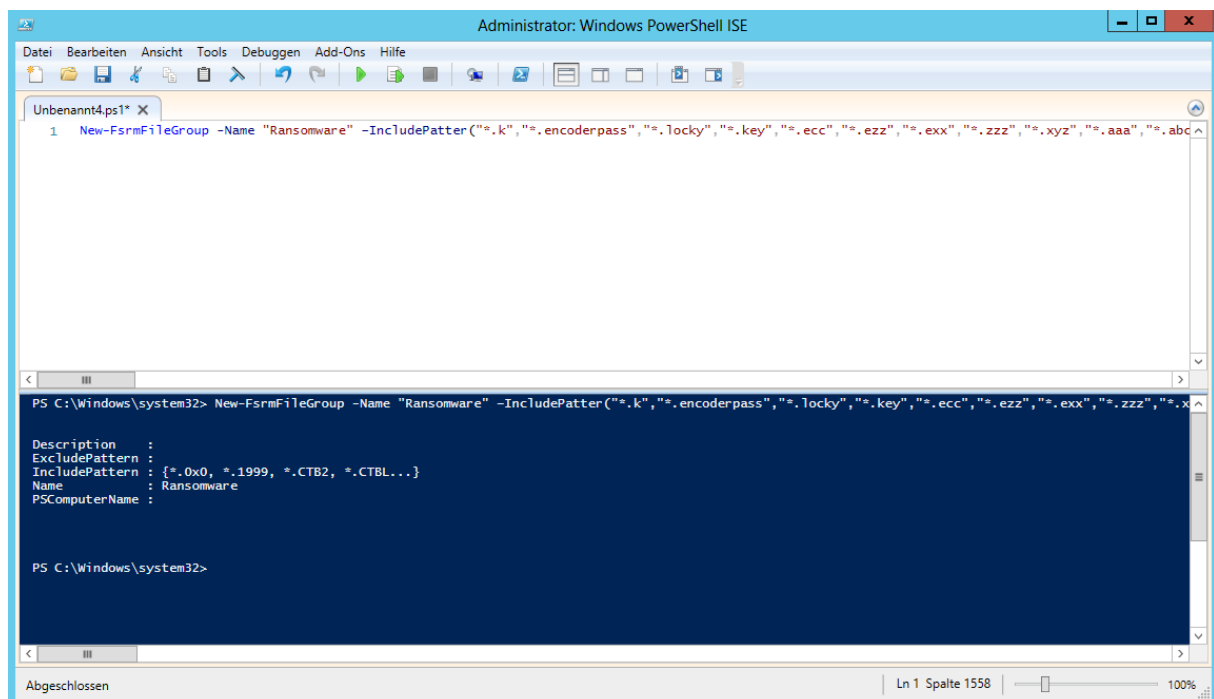 Administrator: Windows PowerShell ISE
Datei Bearbeiten Ansicht Tools Debuggen Add-Ons Hilfe
Unbenannt4.ps1* X
1 New-FsrmFileGroup -Name "Ransomware" –IncludePatter("*.k","*.encoderpass","*.locky","*.key","*.ecc","*.ezz","*.exx","*.zzz","*.xyz","*.aaa","*.abc
PS C:\Windows\system32> New-FsrmFileGroup -Name "Ransomware" –IncludePatter("*.k","*.encoderpass","*.locky","*.key","*.ecc","*.ezz","*.exx","*.zzz","*.x
Description :
ExcludePattern :
IncludePattern : {*.0x0, *.1999, *.CTB2, *.CTBL...}
Name : Ransomware
PSComputerName :
PS C:\Windows\system32>
Abgeschlossen
Ln 1 Spalte 1558
100%